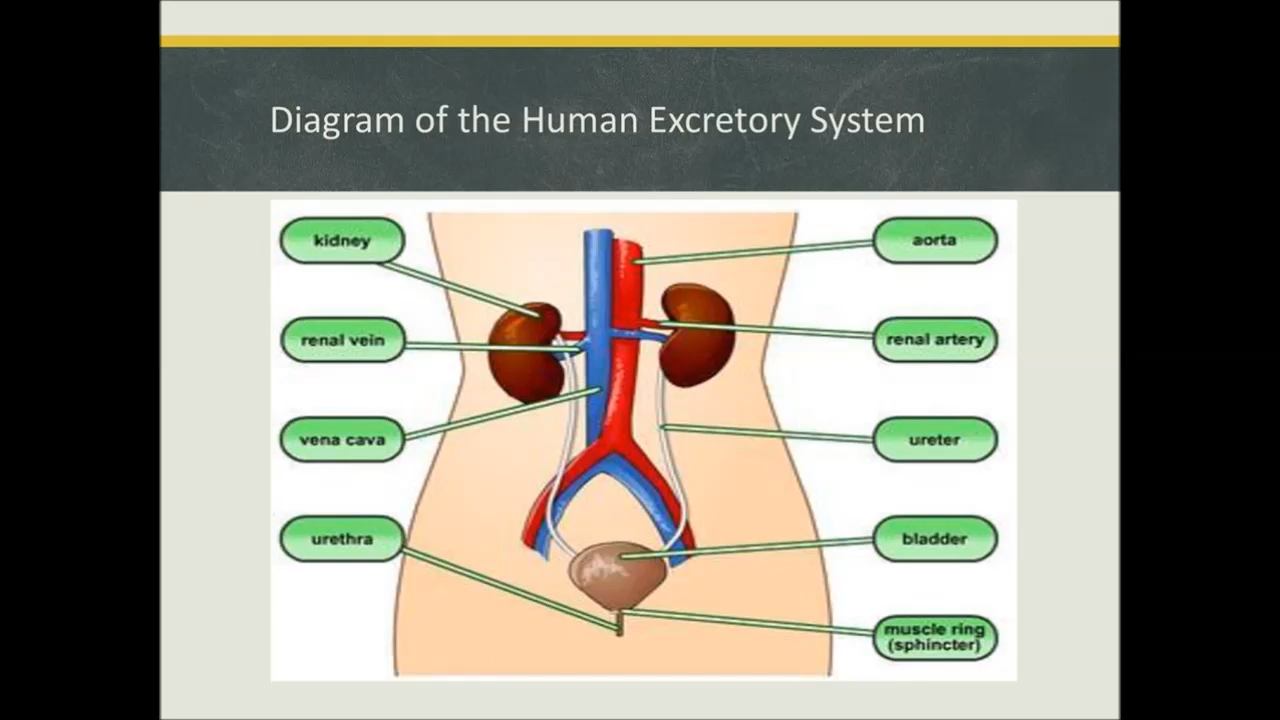 Diagram of the Human Excretory System
kidney
renal vein
vena cava
urethra
aorta
renal artery
ureter
bladder
muscle ring
(sphincter)